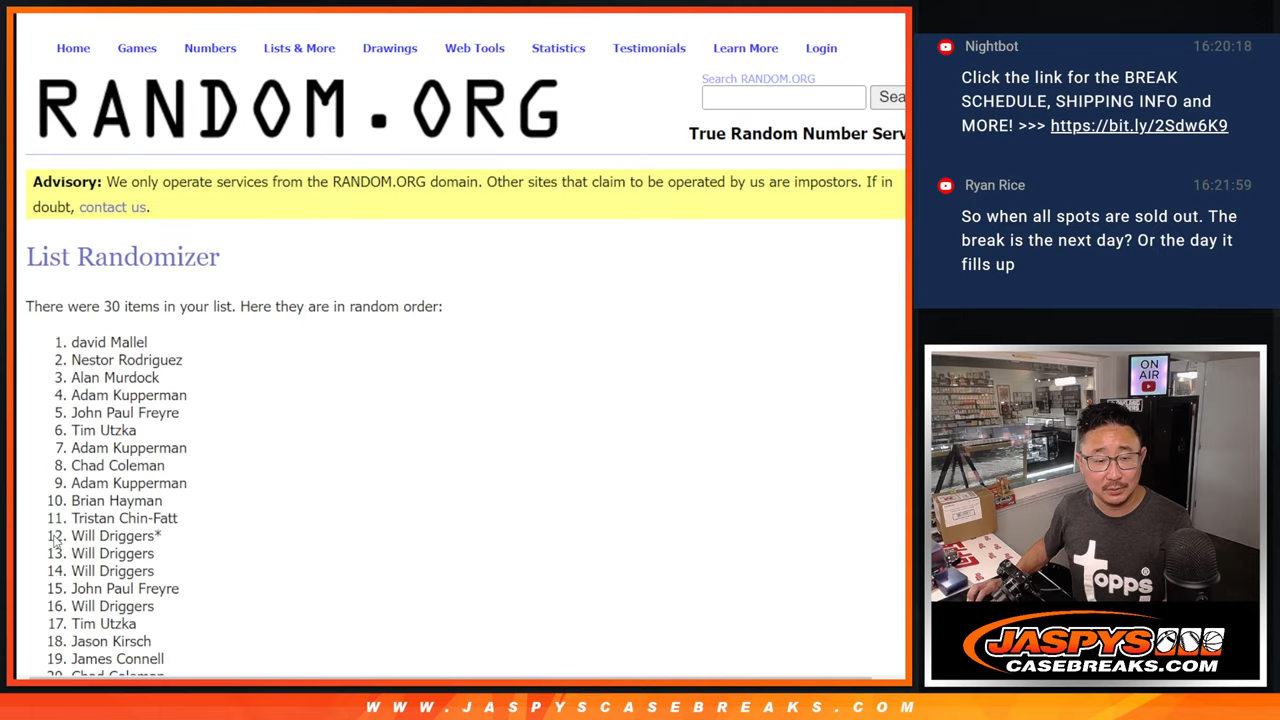 Home Games Numbers Lists & More Drawings Web Tools Statistics Testimonials Learn More Login
RANDOM.ORG
Search RANDOM.ORG
Sea
True Random Number Serv
Advisory: We only operate services from the RANDOM.ORG domain. Other sites that claim to be operated by us are impostors. If in
doubt, contact us.
List Randomizer
There were 30 items in your list. Here they are in random order:
1. david Mallel
2. Nestor Rodriguez
3. Alan Murdock
4. Adam Kupperman
5. John Paul Freyre
6. Tim Utzka
7. Adam Kupperman
8. Chad Coleman
9. Adam Kupperman
10. Brian Hayman
11. Tristan Chin-Fatt
12. Will Driggers*
13. Will Driggers
14. Will Driggers
15. John Paul Freyre
16. Will Driggers
17. Tim Utzka
18. Jason Kirsch
19. James Connell
20. Chad Coleman
Nightbot 16:20:18
Click the link for the BREAK
SCHEDULE, SHIPPING INFO and
MORE! >>> https://bit.ly/2Sdw6K9
Ryan Rice 16:21:59
So when all spots are sold out. The
break is the next day? Or the day it
fills up
ON
AIR
topps
JASPYS
CASEBREAKS.COM
WWW.JASPYSCASEBREAKS.COM